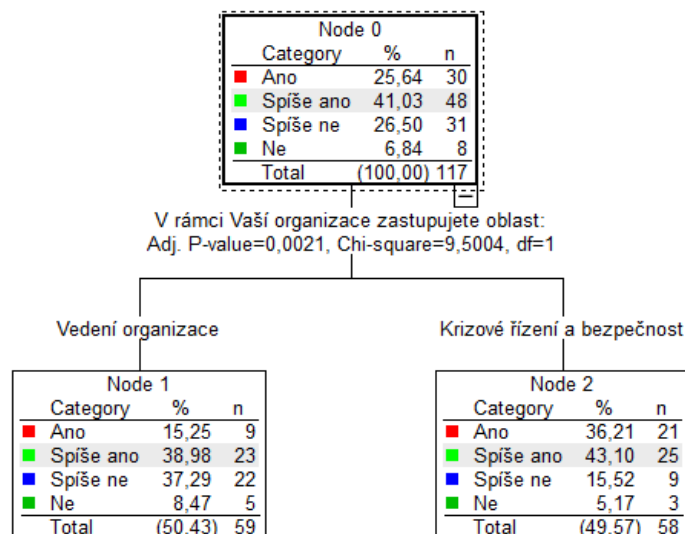 Node 0
Category % n
Ano 25,64 30
Spíše ano 41,03 48
Spíše ne 26,50 31
Ne 6,84 8
Total (100,00) 117
V rámci Vaší organizace zastupujete oblast:
Adj. P-value=0,0021, Chi-square=9,5004, df=1
Vedení organizace
Krizové řízení a bezpečnost
Node 1
Category % n
Ano 15,25 9
Spíše ano 38,98 23
Spíše ne 37,29 22
Ne 8,47 5
Total (50,43) 59
Node 2
Category % n
Ano 36,21 21
Spíše ano 43,10 25
Spíše ne 15,52 9
Ne 5,17 3
Total (49,57) 58